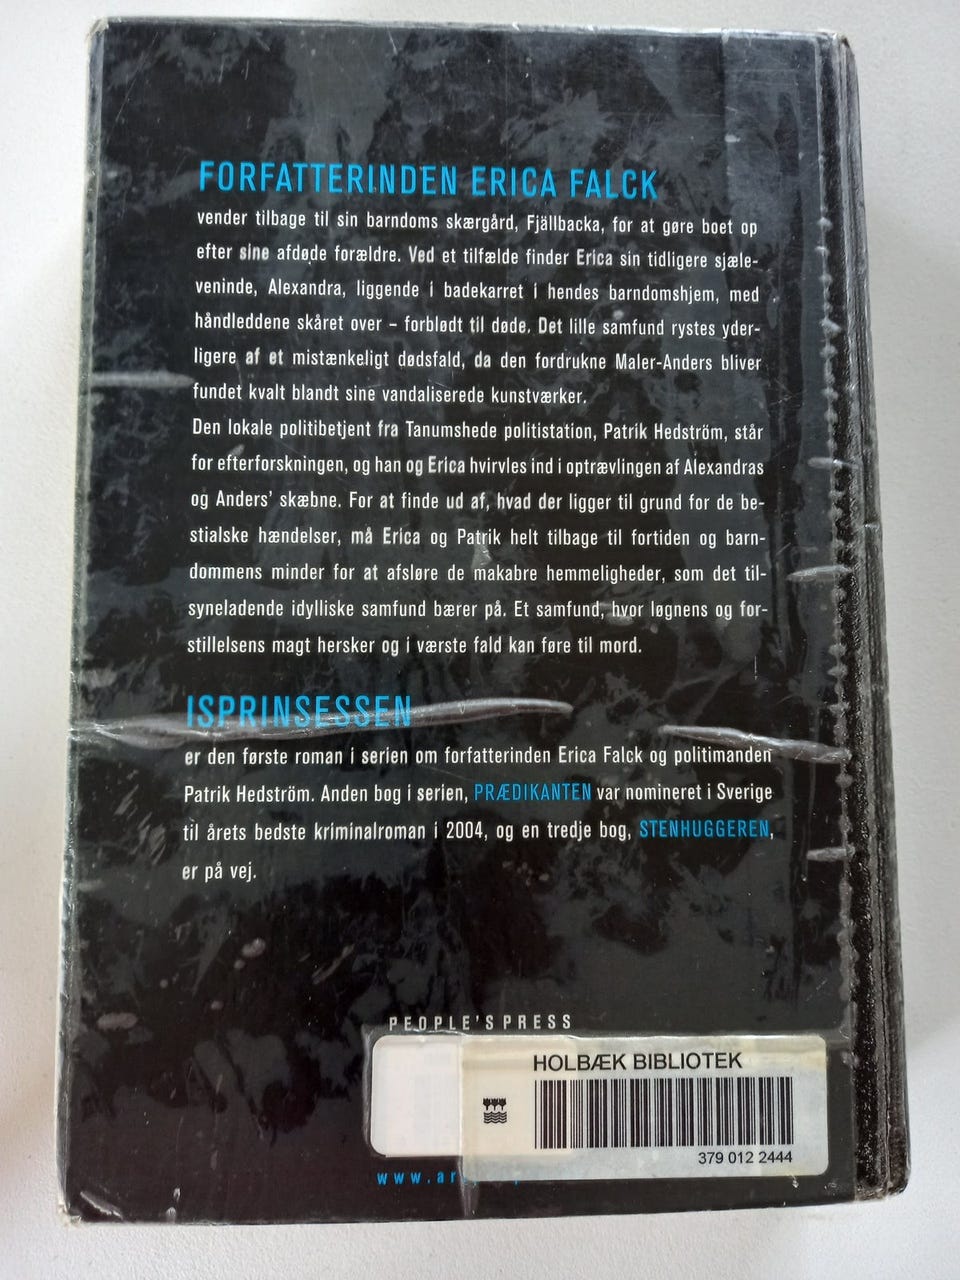 FORFATTERINDEN ERICA FALCK
vender tilbage til sin barndoms skærgård, Fjällbacka, for at gøre boet op
efter sine afdøde forældre. Ved et tilfælde finder Erica sin tidligere sjæle-
veninde, Alexandra, liggende i badekarret i hendes barndomshjem, med
håndleddene skåret over – forblødt til døde. Det lille samfund rystes yder-
ligere af et mistænkeligt dødsfald, da den fordrukne Maler-Anders bliver
fundet kvalt blandt sine vandaliserede kunstværker.
Den lokale politibetjent fra Tanumshede politistation, Patrik Hedström, står
for efterforskningen, og han og Erica hvirvles ind i optrævlingen af Alexandras
og Anders' skæbne. For at finde ud af, hvad der ligger til grund for de be-
stialske hændelser, må Erica og Patrik helt tilbage til fortiden og barn-
dommens minder for at afsløre de makabre hemmeligheder, som det til-
syneladende idylliske samfund bærer på. Et samfund, hvor løgnens og for-
stillelsens magt hersker og i værste fald kan føre til mord.
ISPRINSESSEN
er den første roman i serien om forfatterinden Erica Falck og politimanden
Patrik Hedström. Anden bog i serien, PRÆDIKANTEN var nomineret i Sverige
til årets bedste kriminalroman i 2004, og en tredje bog, STENHUGGEREN,
er på vej.
PEOPLE'SPRESS
HOLBÆK BIBLIOTEK
379 012 2444